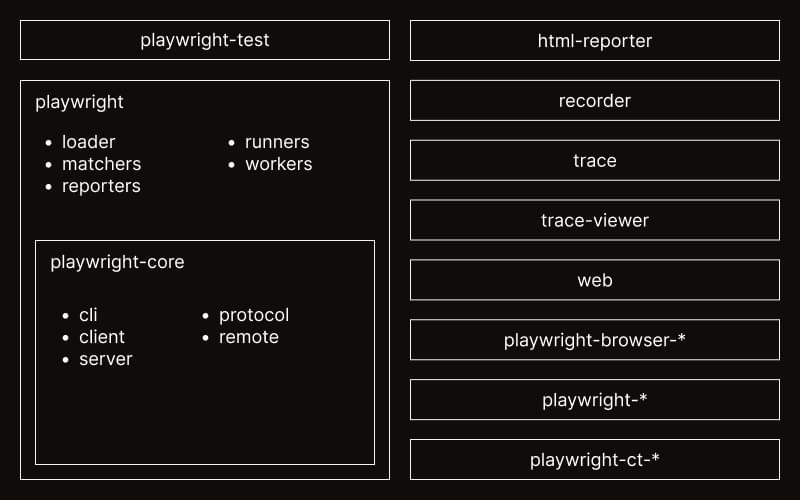 playwright-test
playwright
• loader
• matchers
• reporters
• runners
• workers
playwright-core
• cli
• client
• server
• protocol
• remote
html-reporter
recorder
trace
trace-viewer
web
playwright-browser-*
playwright-*
playwright-ct-*